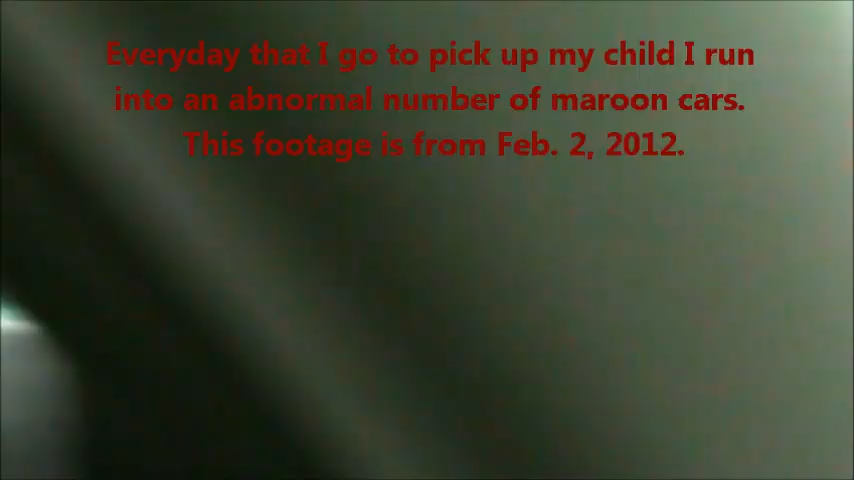 Everyday that I go to pick up my child I run
into an abnormal number of maroon cars.
This footage is from Feb. 2, 2012.